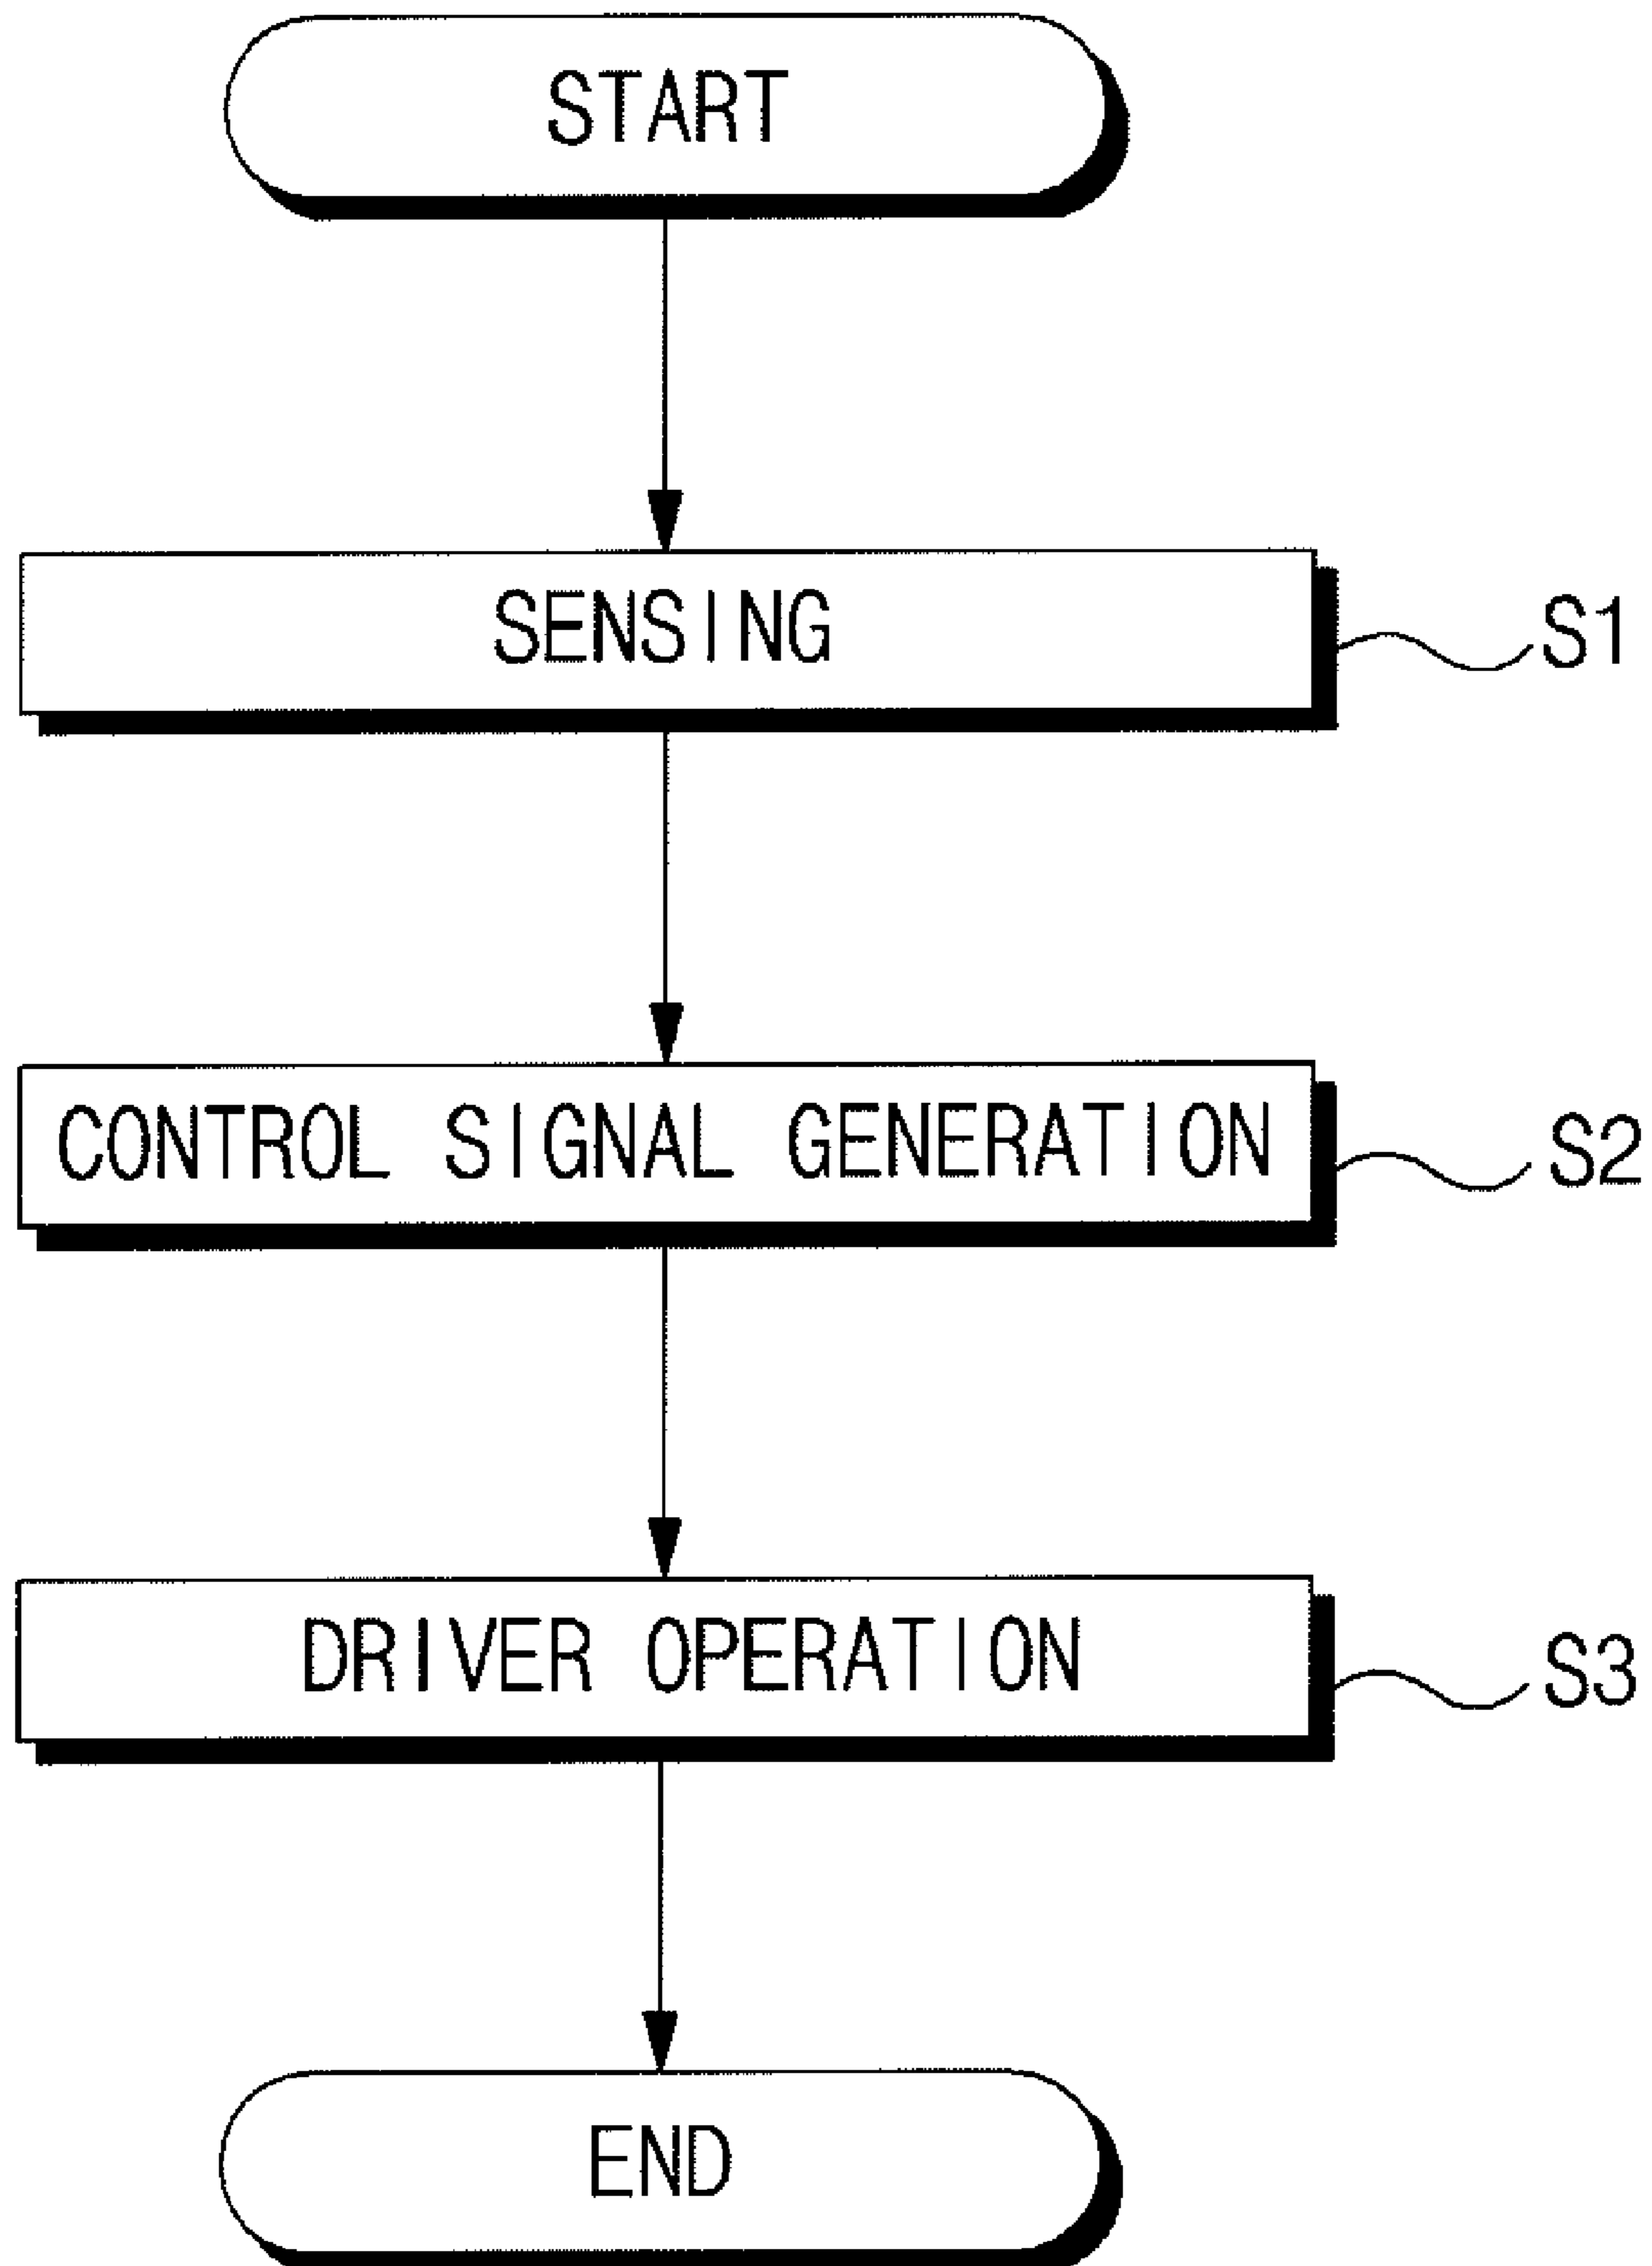 START
SENSING
S1
CONTROL SIGNAL GENERATION
S2
DRIVER OPERATION
S3
END